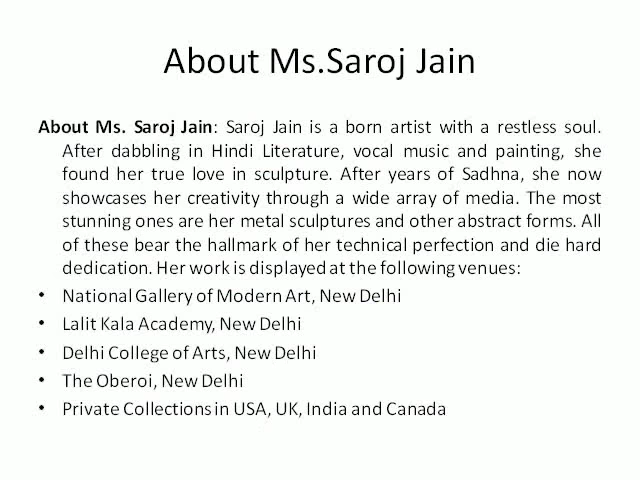 About Ms.Saroj Jain
About Ms. Saroj Jain: Saroj Jain is a born artist with a restless soul.
After dabbling in Hindi Literature, vocal music and painting, she
found her true love in sculpture. After years of Sadhna, she now
showcases her creativity through a wide array of media. The most
stunning ones are her metal sculptures and other abstract forms. All
of these bear the hallmark of her technical perfection and die hard
dedication. Her work is displayed at the following venues:
• National Gallery of Modern Art, New Delhi
• Lalit Kala Academy, New Delhi
• Delhi College of Arts, New Delhi
• The Oberoi, New Delhi
• Private Collections in USA, UK, India and Canada